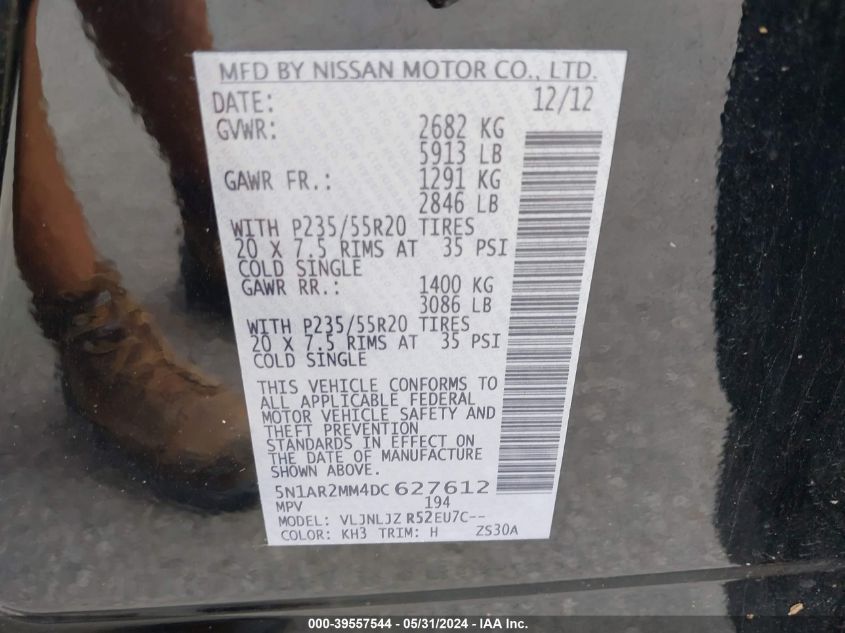 MFD BY NISSAN MOTOR CO., LTD.
DATE: 12/12
GVWR: 2682 KG
5913 LB
GAWR FR.: 1291 KG
2846 LB
WITH P235/55R20 TIRES
20 X 7.5 RIMS AT 35 PSI
COLD SINGLE
GAWR RR.: 1400 KG
3086 LB
WITH P235/55R20 TIRES
20 X 7.5 RIMS AT 35 PSI
COLD SINGLE
THIS VEHICLE CONFORMS TO
ALL APPLICABLE FEDERAL
MOTOR VEHICLE SAFETY AND
THEFT PREVENTION
STANDARDS IN EFFECT ON
THE DATE OF MANUFACTURE
SHOWN ABOVE.
5N1AR2MM4DC627612
MPV 194
MODEL: VLJNLJZ R52EU7C--
COLOR: KH3 TRIM: H ZS30A
000-39557544 - 05/31/2024 - COPYRIGHT © IAA, Inc.